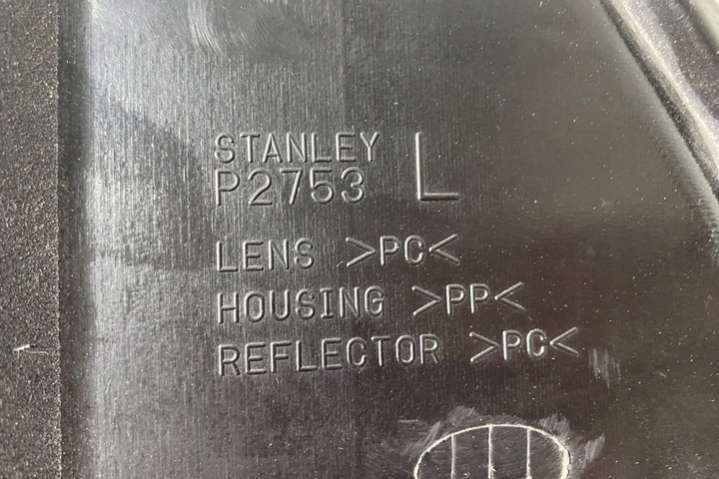 STANLEY
P2753 L
LENS >PC<
HOUSING >PP<
REFLECTOR >PC<